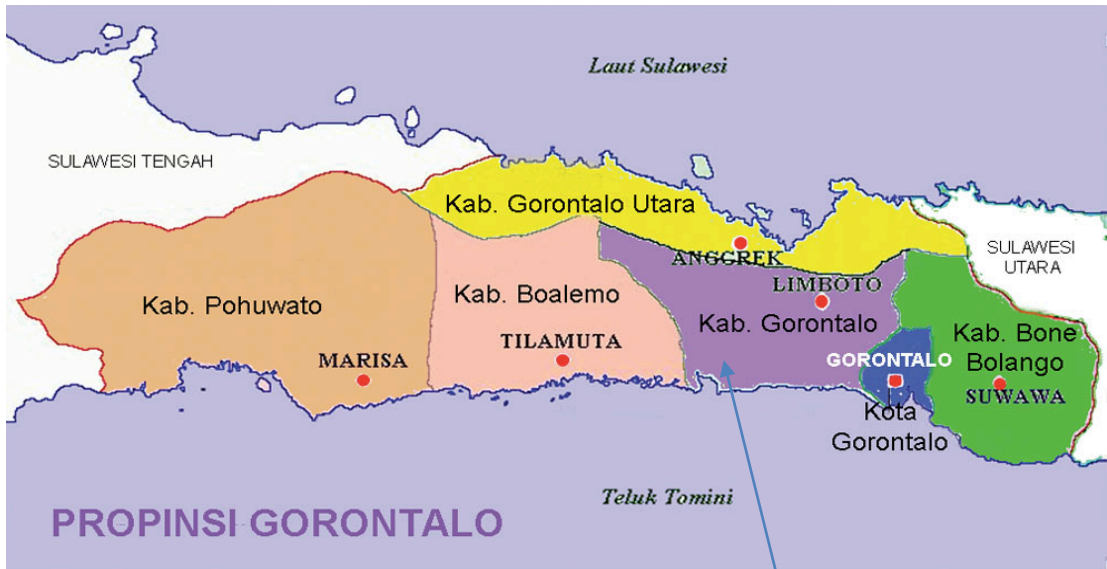 Laut Sulawesi
SULAWESI TENGAH
Kab. Gorontalo Utara
ANGGREK
SULAWESI
UTARA
LIMBOTO
Kab. Pohuwato
Kab. Boalemo
Kab. Gorontalo
Kab. Bone
Bolango
MARISA
TILAMUTA
GORONTALO
SUWAWA
Kota
Gorontalo
Teluk Tomini
PROPINSI GORONTALO